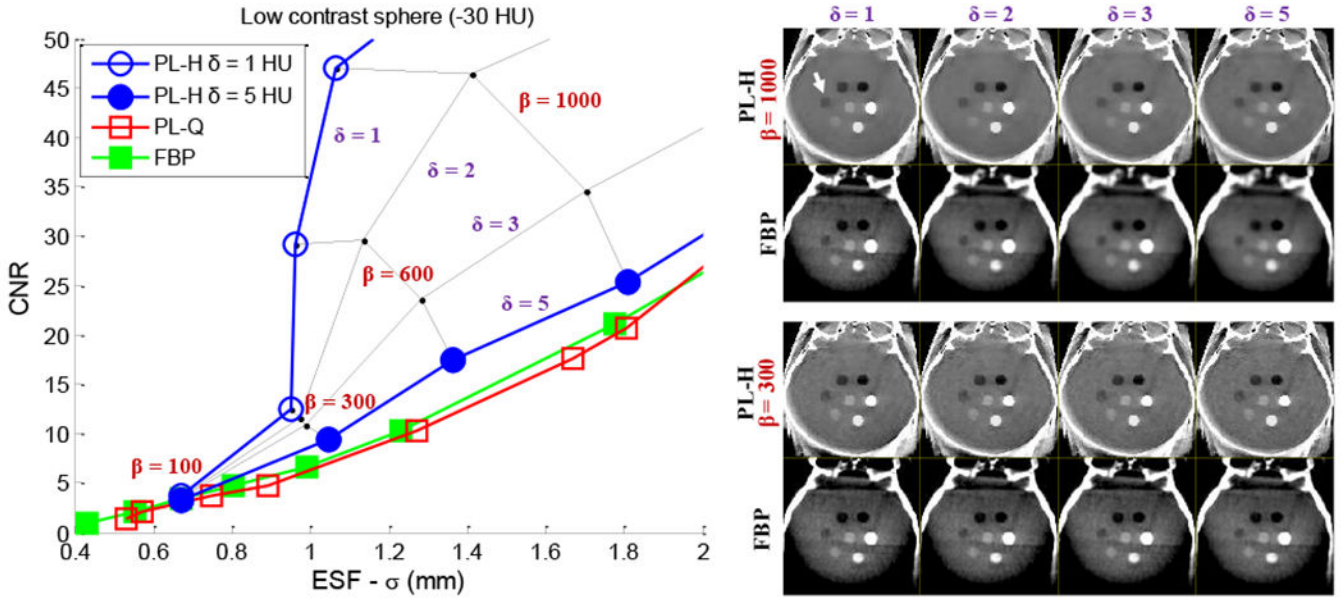 Low contrast sphere (-30 HU)
50
45
40
35
30
25
20
15
10
5
0
CNR
PL-H δ = 1 HU
PL-H δ = 5 HU
PL-Q
FBP
β = 1000
δ = 1
δ = 2
δ = 3
β = 600
δ = 5
β = 300
β = 100
0.4 0.6 0.8 1 1.2 1.4 1.6 1.8 2
ESF - σ (mm)
δ = 1 δ = 2 δ = 3 δ = 5
PL-H
β = 1000
FBP
PL-H
β = 300
FBP